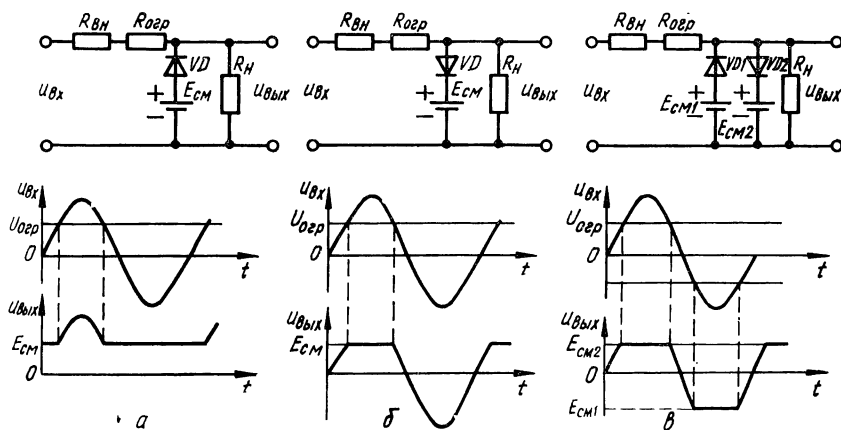 Rвн Rогр
VD
+
Eсм
−
Rн
uвх
uвых
Rвн Rогр
VD
+
Eсм
−
Rн
uвх
uвых
Rвн Rогр
VD1
VD2
Rн
+
Eсм1
−
+
Eсм2
−
uвх
uвых
uвх
Uогр
0
t
uвых
Eсм
0
t
а
uвх
Uогр
0
t
uвых
Eсм
0
t
б
uвх
Uогр
0
t
uвых
Eсм2
0
Eсм1
t
в